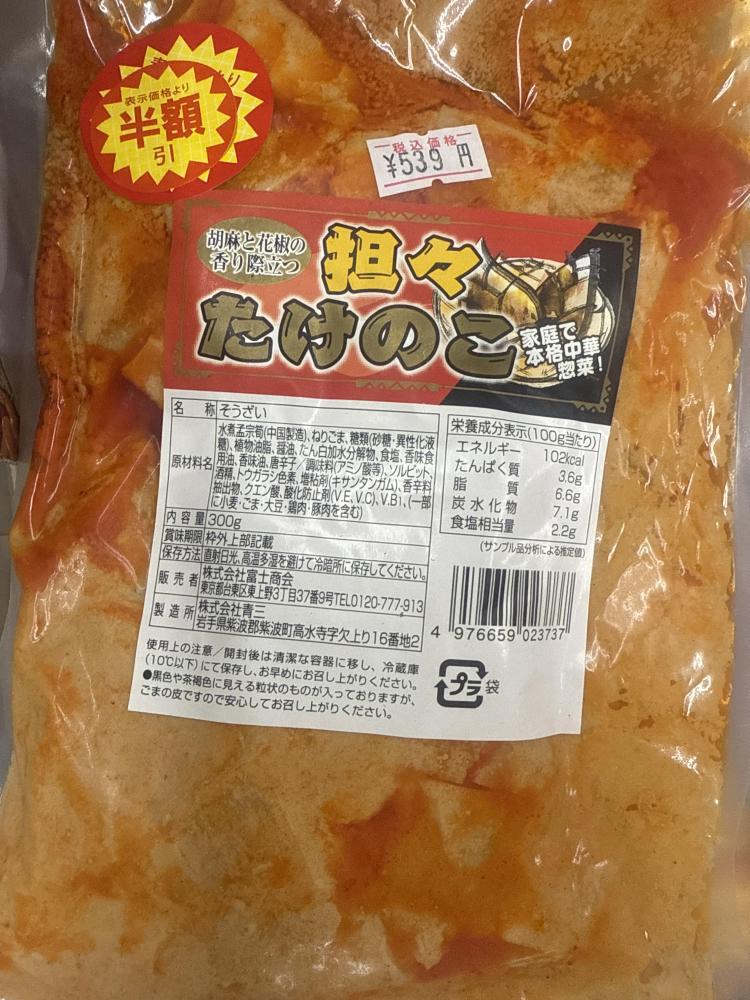 表示価格より
半額
引
税込価格
¥539円
胡麻と花椒の
香り際立つ
担々
たけのこ
家庭で
本格中華
惣菜!
名称 そうざい
原材料名
水煮孟宗筍(中国製造)、ねりごま、糖類(砂糖・異性化液
糖)、植物油脂、醤油、たん白加水分解物、食塩、香味食
用油、香味油、唐辛子/調味料(アミノ酸等)、ソルビット、
酒精、トウガラシ色素、増粘剤(キサンタンガム)、香辛料
抽出物、クエン酸、酸化防止剤(V.E、V.C)、V.B1、(一部
に小麦・ごま・大豆・鶏肉・豚肉を含む)
内容量 300g
賞味期限 枠外上部記載
保存方法 直射日光、高温多湿を避けて冷暗所に保存してください。
販売者 株式会社富士商会
東京都台東区東上野3丁目37番9号TEL0120-777-913
製造所 株式会社青三
岩手県紫波郡紫波町高水寺字欠上り16番地2
栄養成分表示(100g当たり)
エネルギー 102kcal
たんぱく質 3.6g
脂質 6.6g
炭水化物 7.1g
食塩相当量 2.2g
(サンプル品分析による推定値)
4 976659 023737
プラ 袋
使用上の注意/開封後は清潔な容器に移し、冷蔵庫
(10℃以下)にて保存し、お早めにお召し上がりください。
●黒色や茶褐色に見える粒状のものが入っておりますが、
ごまの皮ですので安心してお召し上がりください。